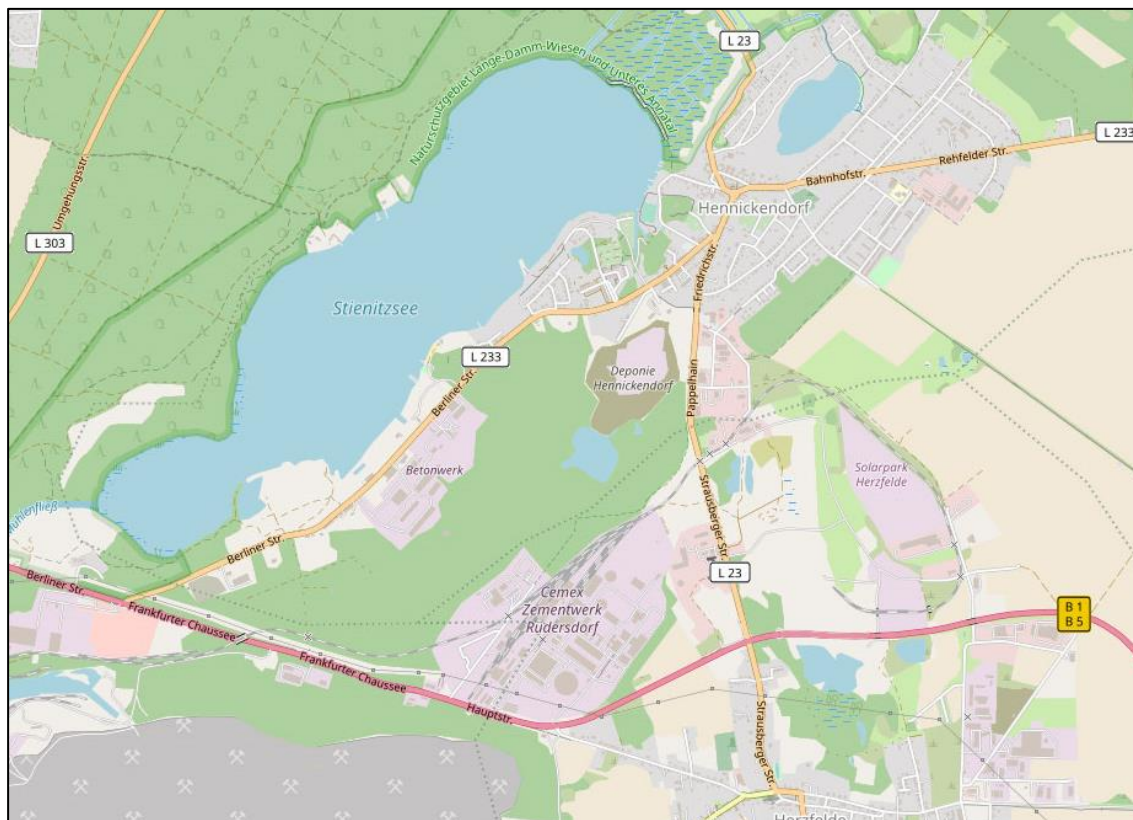 L 23
Naturschutzgebiet Lange-Damm-Wiesen und Unteres Annatal
L 233
Rehfelder Str.
Bahnhofstr.
Umgehungsstr.
Hennickendorf
L 303
Friedrichstr.
Stienitzsee
L 233
Deponie
Hennickendorf
Berliner Str.
Pappelhain
Betonwerk
Solarpark
Herzfelde
Strausberger Str.
Berliner Str.
L 23
Berliner Str.
Cemex
Zementwerk
Rüdersdorf
Frankfurter Chaussee
B 1
B 5
Frankfurter Chaussee
Hauptstr.
Strausberger Str.
Herzfelde